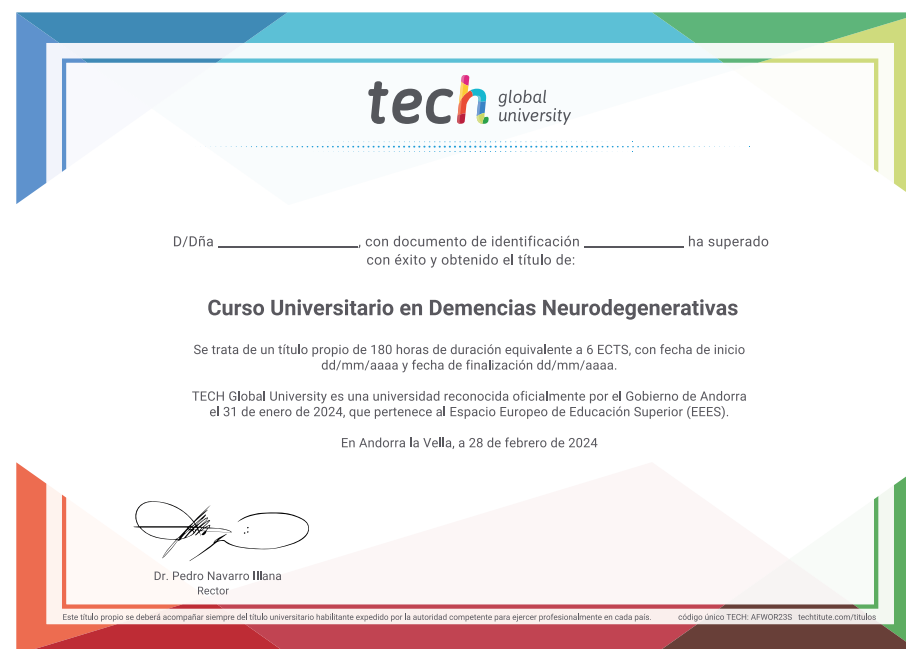 tech global university
D/Dña ____________, con documento de identificación ____________ ha superado
con éxito y obtenido el título de:
Curso Universitario en Demencias Neurodegenerativas
Se trata de un título propio de 180 horas de duración equivalente a 6 ECTS, con fecha de inicio
dd/mm/aaaa y fecha de finalización dd/mm/aaaa.
TECH Global University es una universidad reconocida oficialmente por el Gobierno de Andorra
el 31 de enero de 2024, que pertenece al Espacio Europeo de Educación Superior (EEES).
En Andorra la Vella, a 28 de febrero de 2024
Dr. Pedro Navarro Illana
Rector
Este título propio se deberá acompañar siempre del título universitario habilitante expedido por la autoridad competente para ejercer profesionalmente en cada país. código único TECH: AFWOR23S techtitute.com/titulos